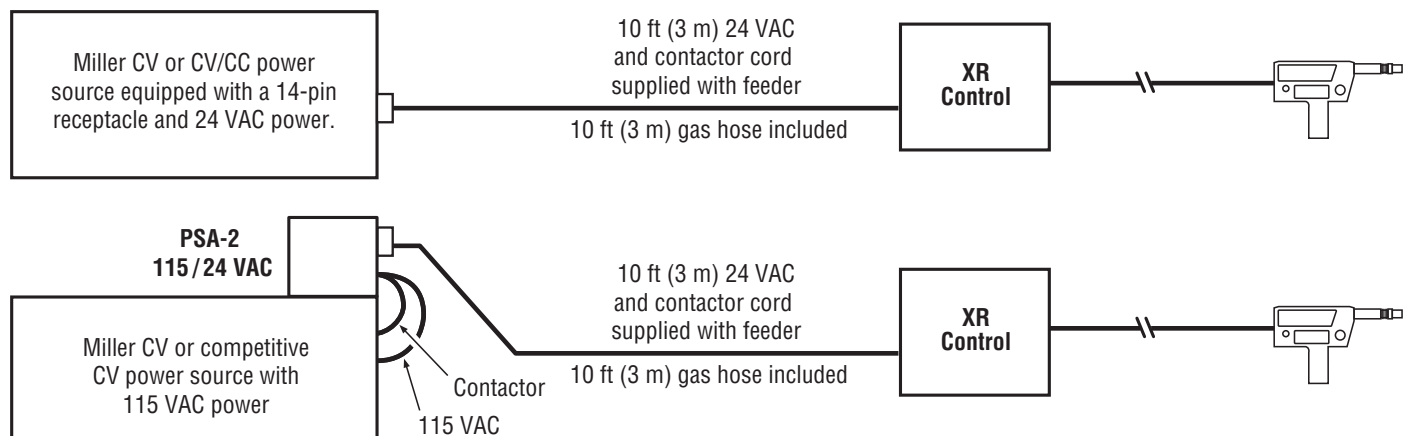 Miller CV or CV/CC power
source equipped with a 14-pin
receptacle and 24 VAC power.
10 ft (3 m) 24 VAC
and contactor cord
supplied with feeder
10 ft (3 m) gas hose included
XR
Control
PSA-2
115/24 VAC
Miller CV or competitive
CV power source with
115 VAC power
Contactor
115 VAC
10 ft (3 m) 24 VAC
and contactor cord
supplied with feeder
10 ft (3 m) gas hose included
XR
Control